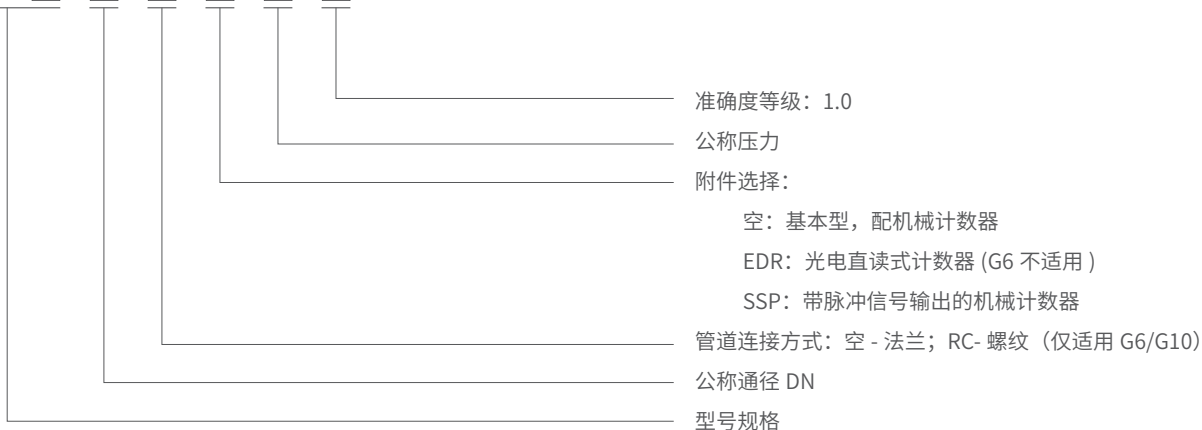 准确度等级：1.0
公称压力
附件选择：
空：基本型，配机械计数器
EDR：光电直读式计数器 (G6 不适用 )
SSP：带脉冲信号输出的机械计数器
管道连接方式：空 - 法兰；RC- 螺纹（仅适用 G6/G10）
公称通径 DN
型号规格